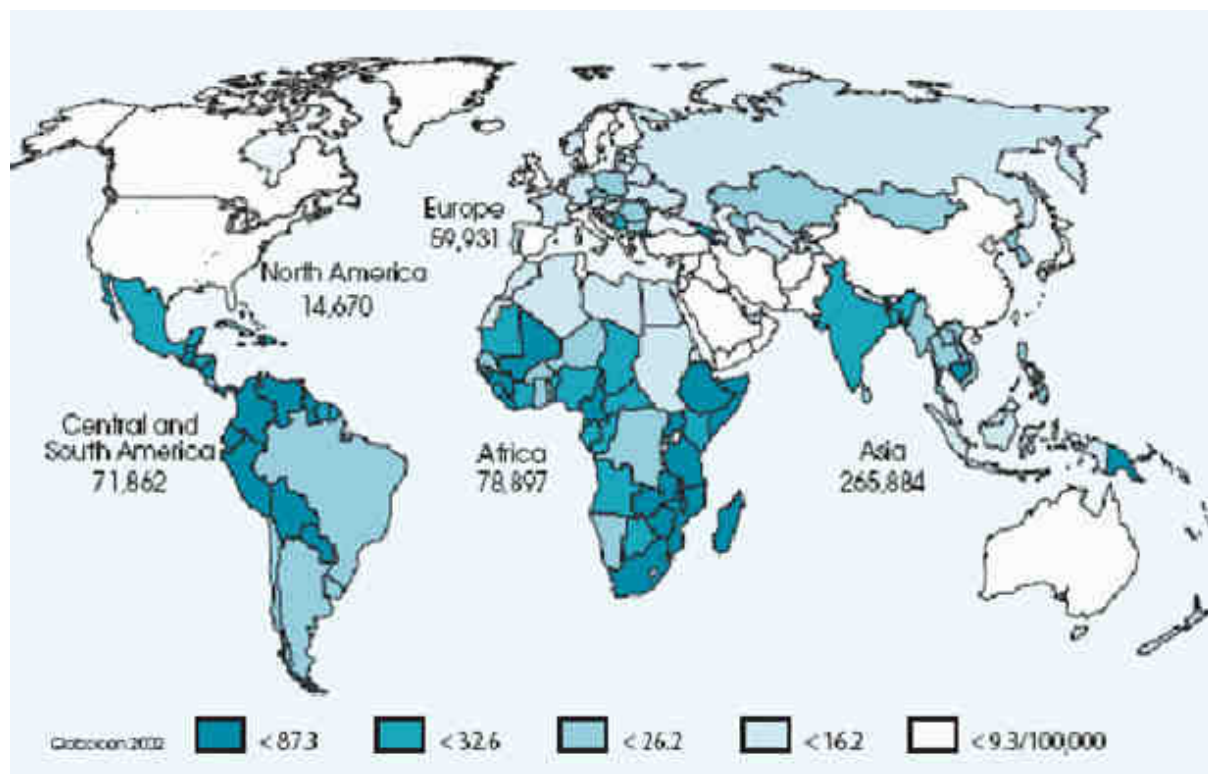 Europe
59,931
North America
14,670
Central and
South America
71,862
Africa
78,897
Asia
265,884
Globocan 2002
< 87.3
< 32.6
< 26.2
< 16.2
< 9.3/100,000